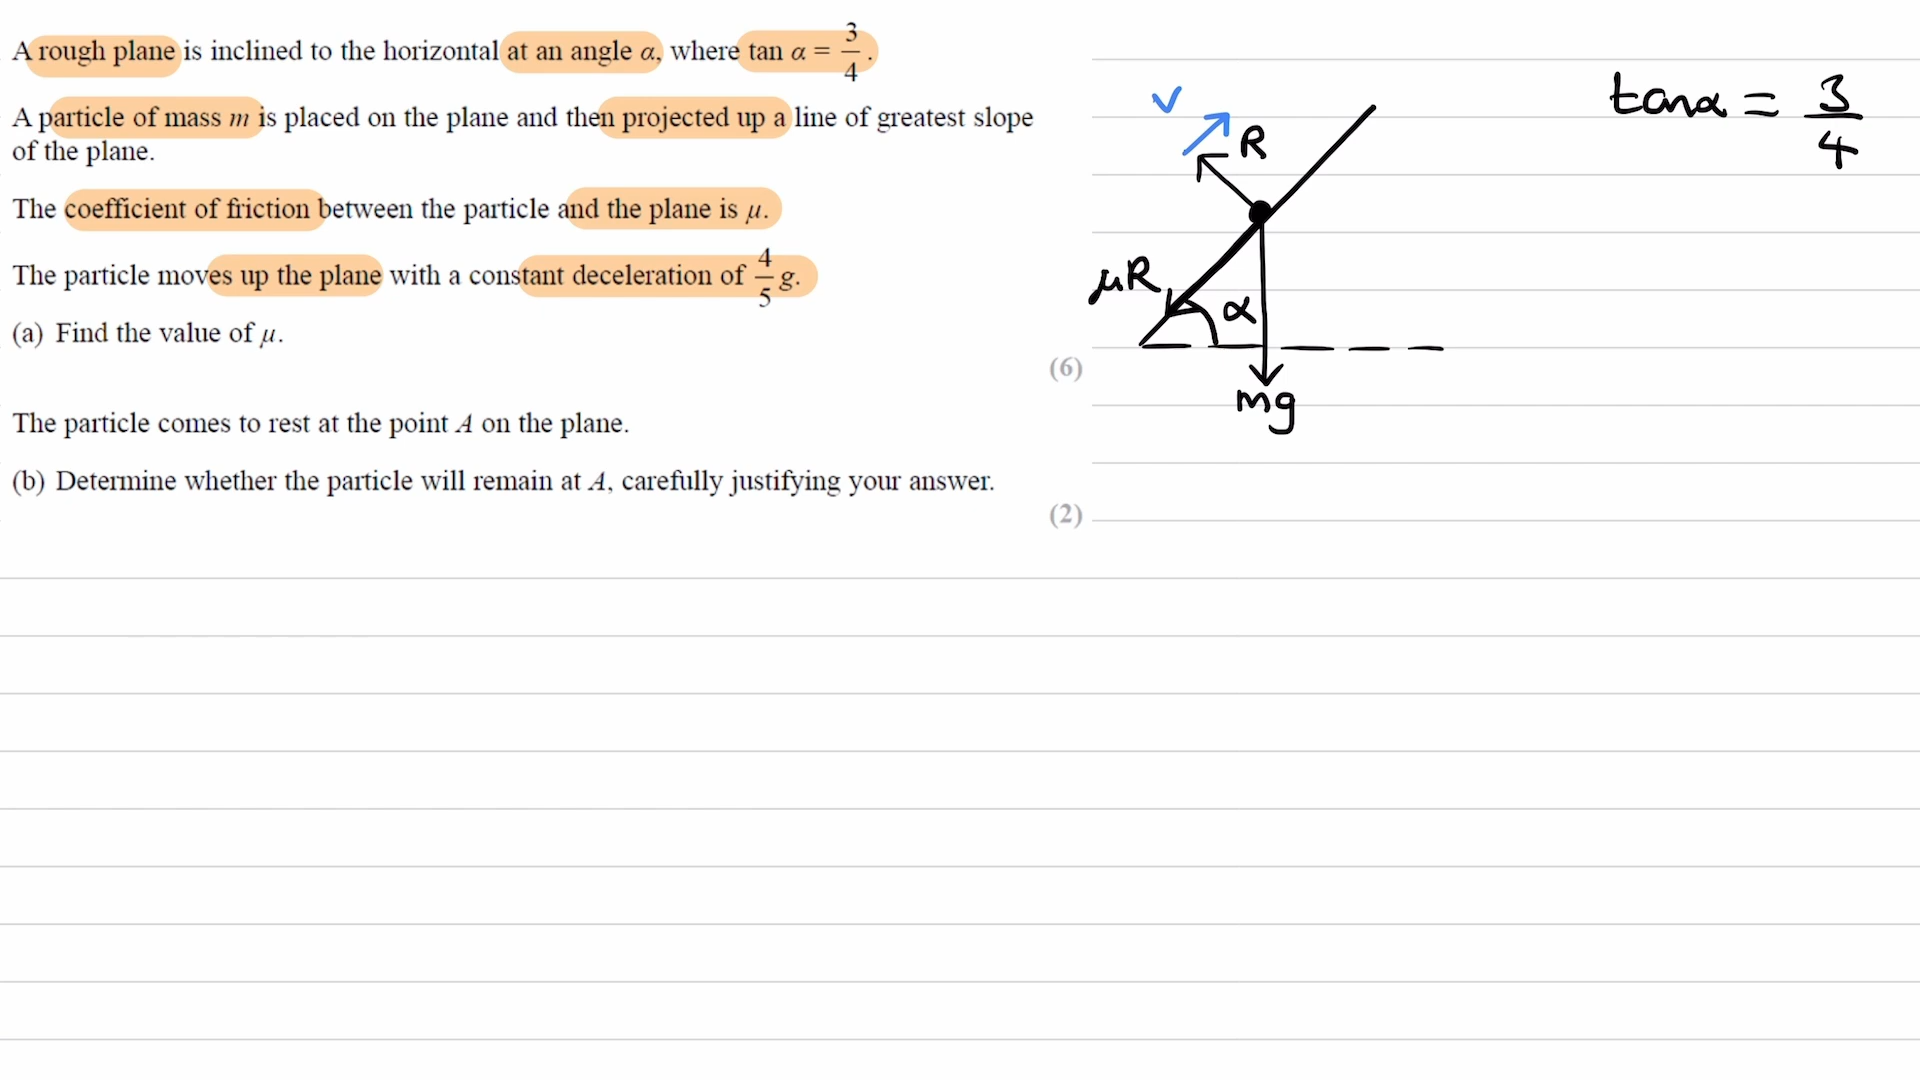 A rough plane is inclined to the horizontal at an angle α, where tan α = 3/4.
A particle of mass m is placed on the plane and then projected up a line of greatest slope
of the plane.
The coefficient of friction between the particle and the plane is μ.
The particle moves up the plane with a constant deceleration of 4/5 g.
(a) Find the value of μ.
(6)
The particle comes to rest at the point A on the plane.
(b) Determine whether the particle will remain at A, carefully justifying your answer.
(2)
v
R
μR
α
mg
tanα = 3/4